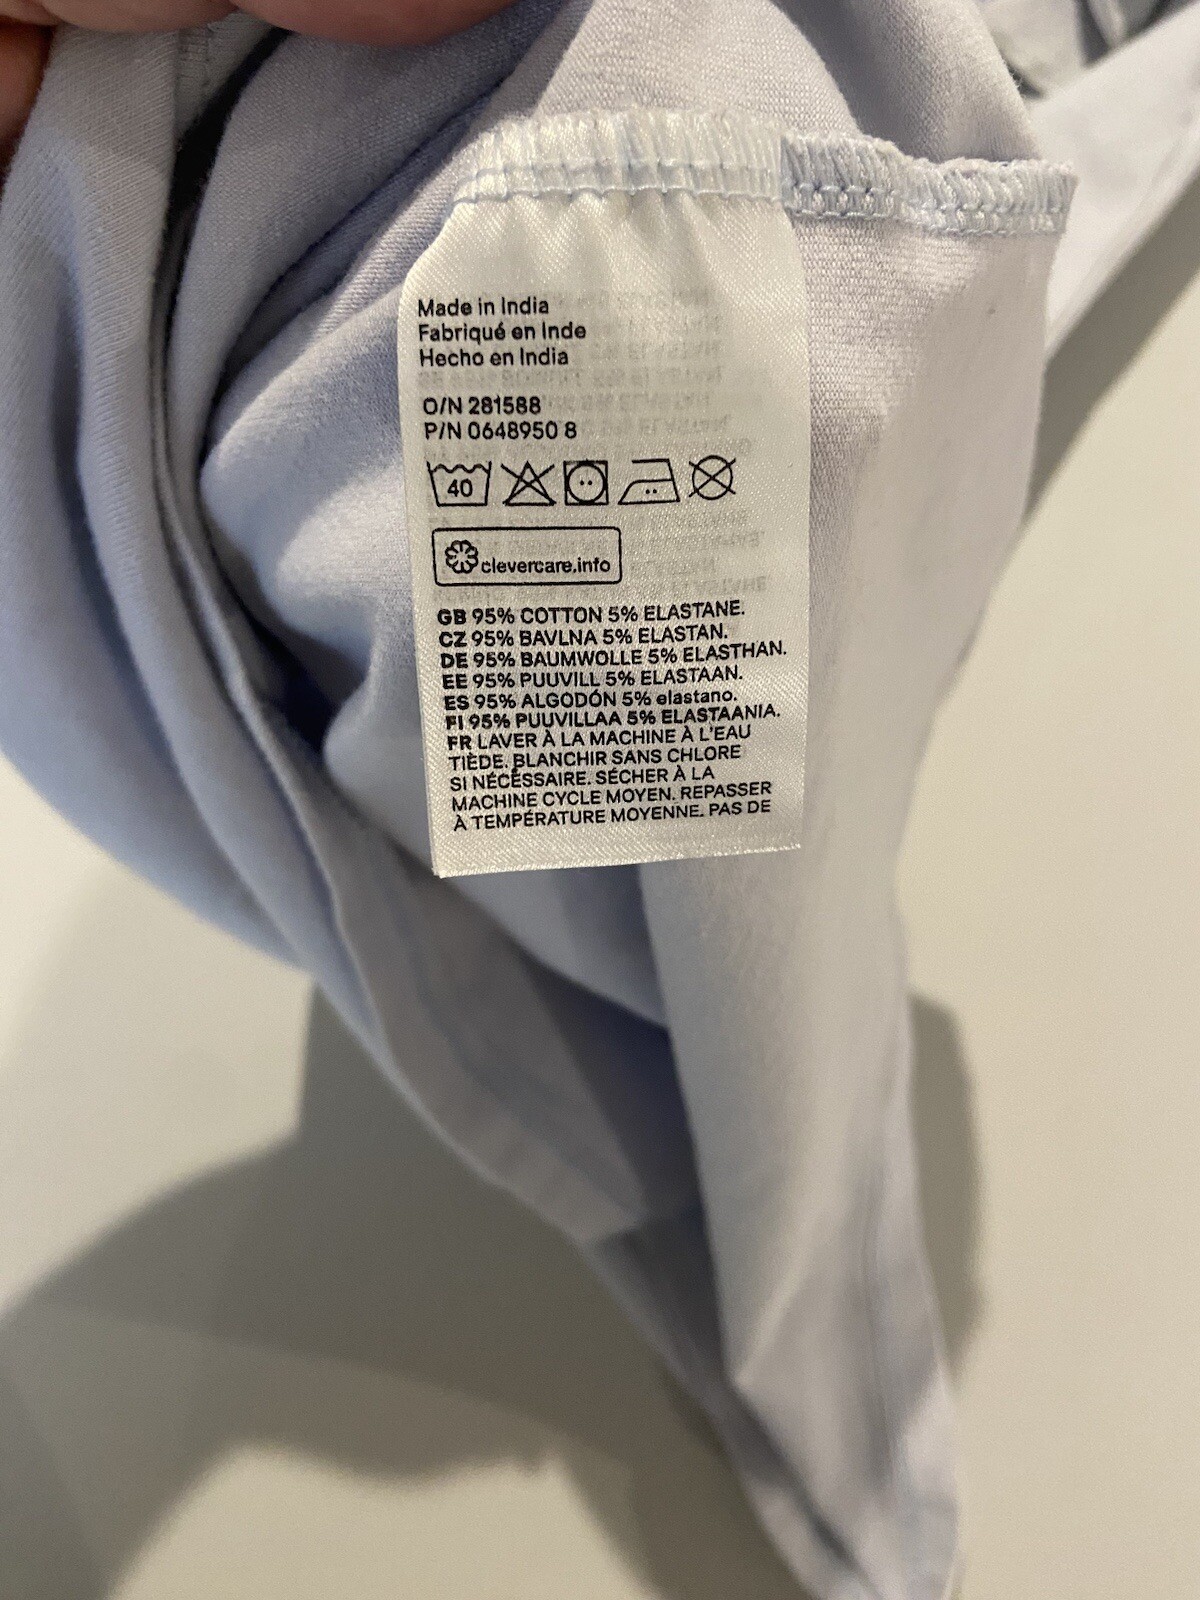 Made in India
Fabriqué en Inde
Hecho en India
O/N 281588
P/N 0648950 8
40
clevercare.info
GB 95% COTTON 5% ELASTANE.
CZ 95% BAVLNA 5% ELASTAN.
DE 95% BAUMWOLLE 5% ELASTHAN.
EE 95% PUUVILL 5% ELASTAAN.
ES 95% ALGODÓN 5% elastano.
FI 95% PUUVILLAA 5% ELASTAANIA.
FR LAVER À LA MACHINE À L'EAU
TIÈDE. BLANCHIR SANS CHLORE
SI NÉCESSAIRE. SÉCHER À LA
MACHINE CYCLE MOYEN. REPASSER
À TEMPÉRATURE MOYENNE. PAS DE